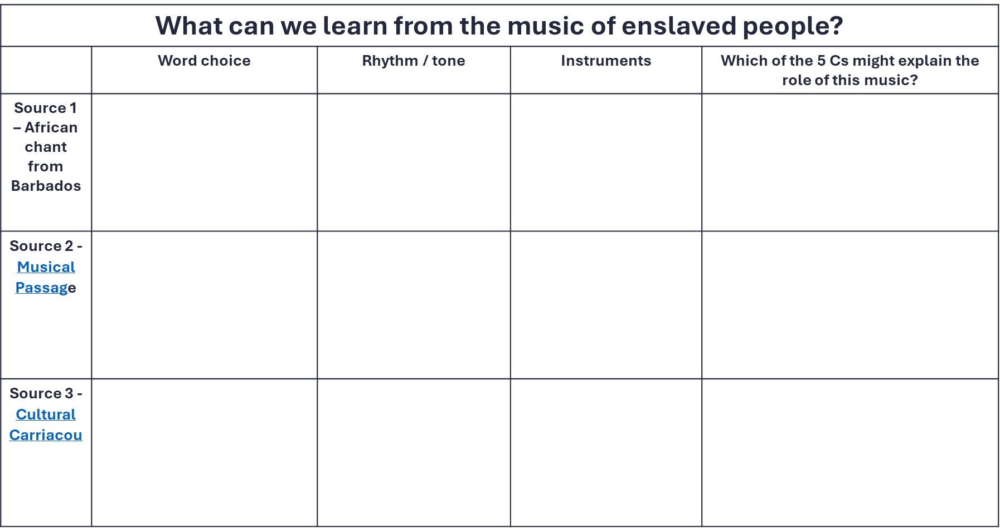 What can we learn from the music of enslaved people?
Word choice
Rhythm / tone
Instruments
Which of the 5 Cs might explain the
role of this music?
Source 1
– African
chant
from
Barbados
Source 2 -
Musical
Passage
Source 3 -
Cultural
Carriacou